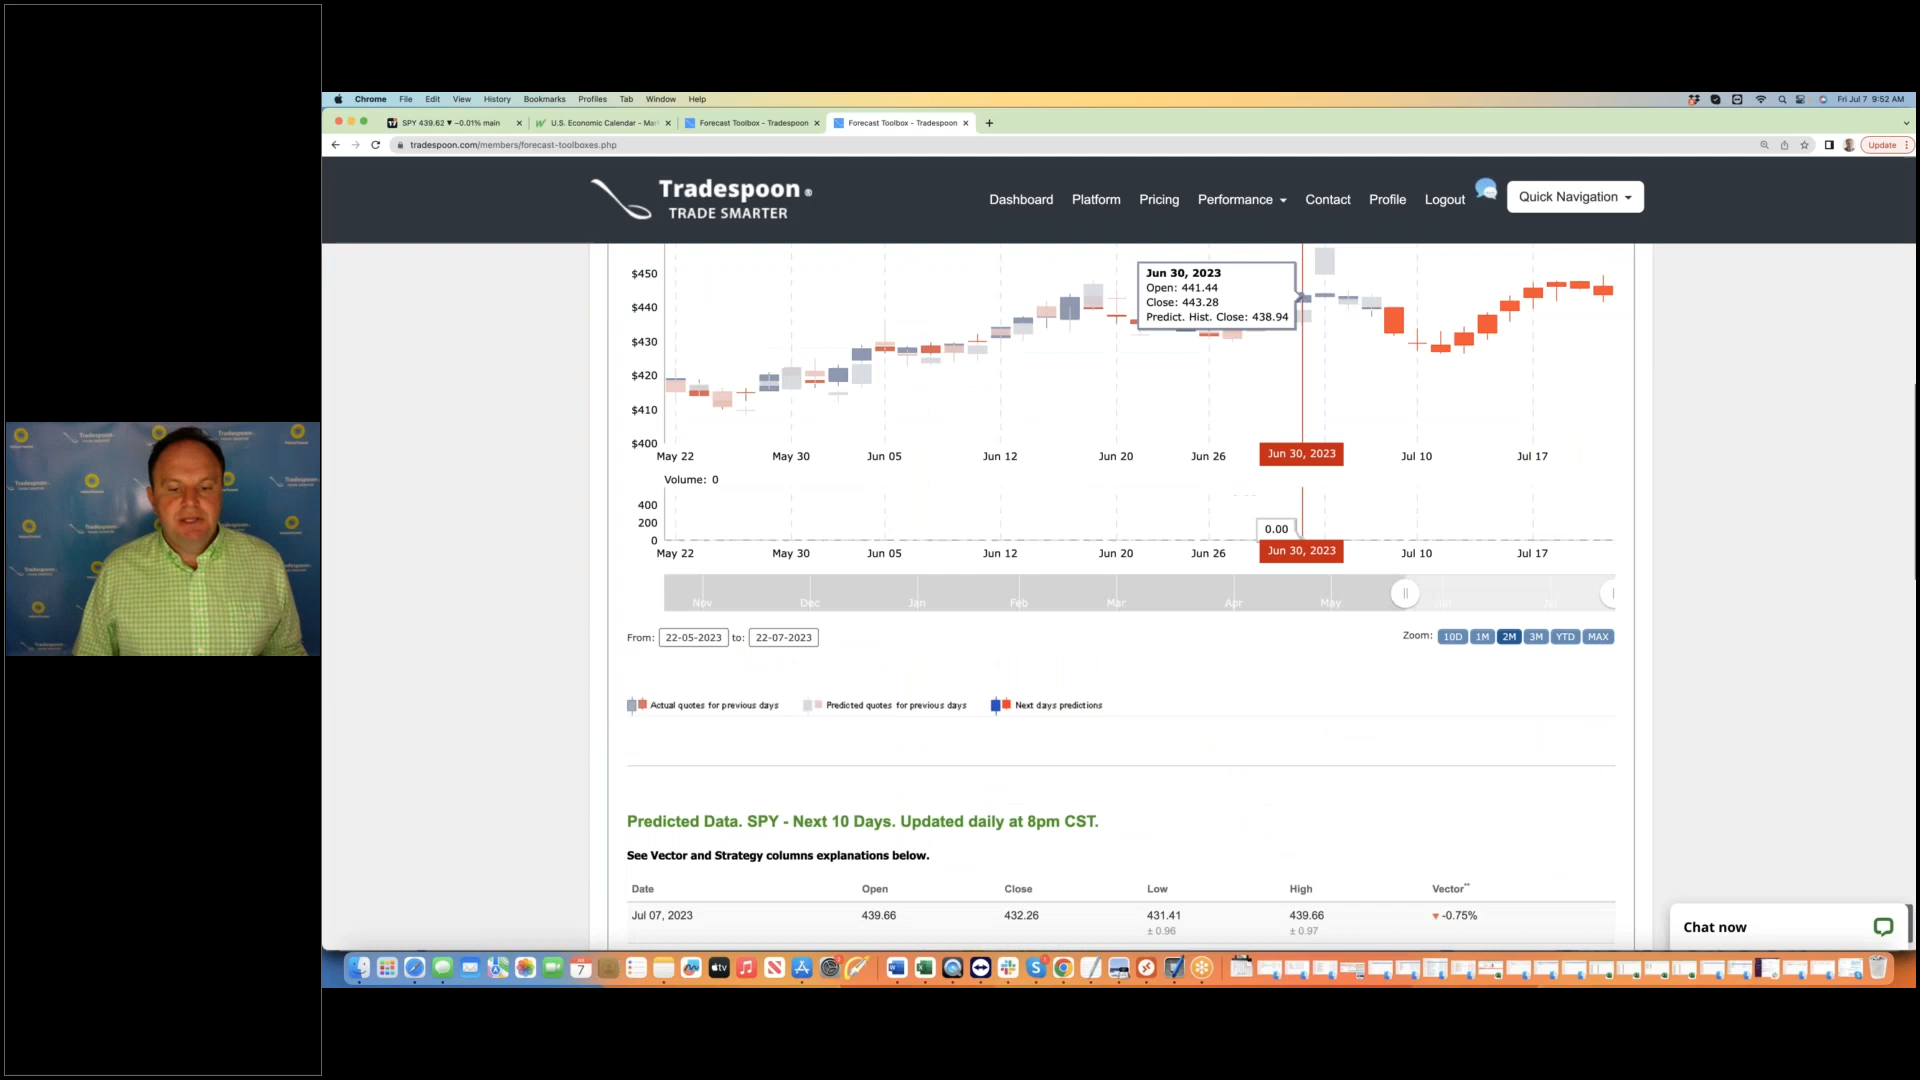 Chrome File Edit View History Bookmarks Profiles Tab Window Help Fri Jul 7 9:52 AM
SPY 439.62 ▼ −0.01% main U.S. Economic Calendar - Mar Forecast Toolbox - Tradespoon Forecast Toolbox - Tradespoon
tradespoon.com/members/forecast-toolboxes.php Update
Tradespoon®
TRADE SMARTER
Dashboard Platform Pricing Performance Contact Profile Logout Quick Navigation
$450
$440
$430
$420
$410
$400
Jun 30, 2023
Open: 441.44
Close: 443.28
Predict. Hist. Close: 438.94
May 22 May 30 Jun 05 Jun 12 Jun 20 Jun 26 Jun 30, 2023 Jul 10 Jul 17
Volume: 0
400
200
0
0.00
May 22 May 30 Jun 05 Jun 12 Jun 20 Jun 26 Jun 30, 2023 Jul 10 Jul 17
Nov Dec Jan Feb Mar Apr May
From: 22-05-2023 to: 22-07-2023
Zoom: 10D 1M 2M 3M YTD MAX
Actual quotes for previous days Predicted quotes for previous days Next days predictions
Predicted Data. SPY - Next 10 Days. Updated daily at 8pm CST.
See Vector and Strategy columns explanations below.
Date Open Close Low High Vector**
Jul 07, 2023 439.66 432.26 431.41 439.66 ▼ -0.75%
± 0.96 ± 0.97
Chat now